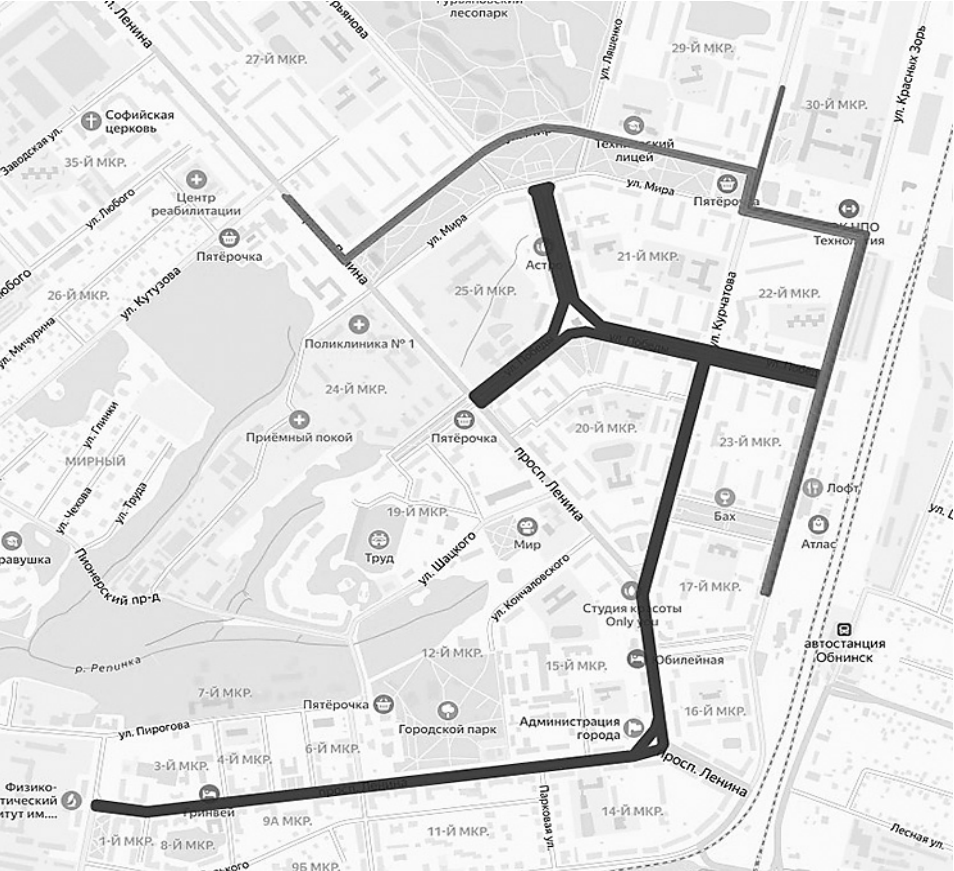 лесопарк
27-Й МКР.
29-Й МКР.
ул. Ляшенко
ул. Красных Зорь
30-Й МКР.
Софийская
церковь
Заводская ул.
35-Й МКР.
ул. Любого
Центр
реабилитации
лицей
ул. Мира
Пятёрочка
ул. Мира
Пятёрочка
21-Й МКР.
25-Й МКР.
22-Й МКР.
ул. Курчатова
26-Й МКР.
ул. Кутузова
ул. Мичурина
Поликлиника № 1
24-Й МКР.
Приёмный покой
Пятёрочка
20-Й МКР.
23-Й МКР.
ул. Глинки
МИРНЫЙ
ул. Чехова
ул. Труда
просп. Ленина
Лофт
Бах
Атлас
19-Й МКР.
Труд
Мир
ул. Шацкого
ул. Кончаловского
Пионерский пр-д
17-Й МКР.
Студия красоты
Only you
автостанция
Обнинск
р. Репинка
12-Й МКР.
15-Й МКР.
Юбилейная
7-Й МКР.
Пятёрочка
Городской парк
16-Й МКР.
ул. Пирогова
Администрация
города
6-Й МКР.
4-Й МКР.
3-Й МКР.
просп. Ленина
Физико-
Гринвей
9А МКР.
Парковая ул.
14-Й МКР.
11-Й МКР.
1-Й МКР.
8-Й МКР.
Лесная ул.
9Б МКР.